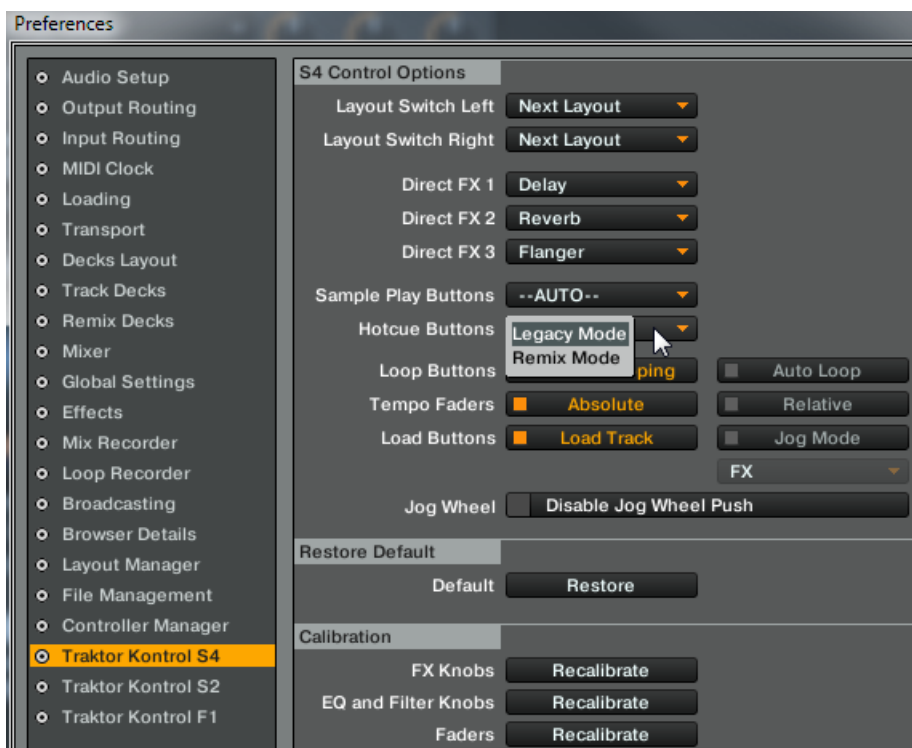 Preferences
Audio Setup
Output Routing
Input Routing
MIDI Clock
Loading
Transport
Decks Layout
Track Decks
Remix Decks
Mixer
Global Settings
Effects
Mix Recorder
Loop Recorder
Broadcasting
Browser Details
Layout Manager
File Management
Controller Manager
Traktor Kontrol S4
Traktor Kontrol S2
Traktor Kontrol F1
S4 Control Options
Layout Switch Left Next Layout
Layout Switch Right Next Layout
Direct FX 1 Delay
Direct FX 2 Reverb
Direct FX 3 Flanger
Sample Play Buttons --AUTO--
Hotcue Buttons Legacy Mode
Remix Mode
Loop Buttons ping Auto Loop
Tempo Faders Absolute Relative
Load Buttons Load Track Jog Mode
FX
Jog Wheel Disable Jog Wheel Push
Restore Default
Default Restore
Calibration
FX Knobs Recalibrate
EQ and Filter Knobs Recalibrate
Faders Recalibrate